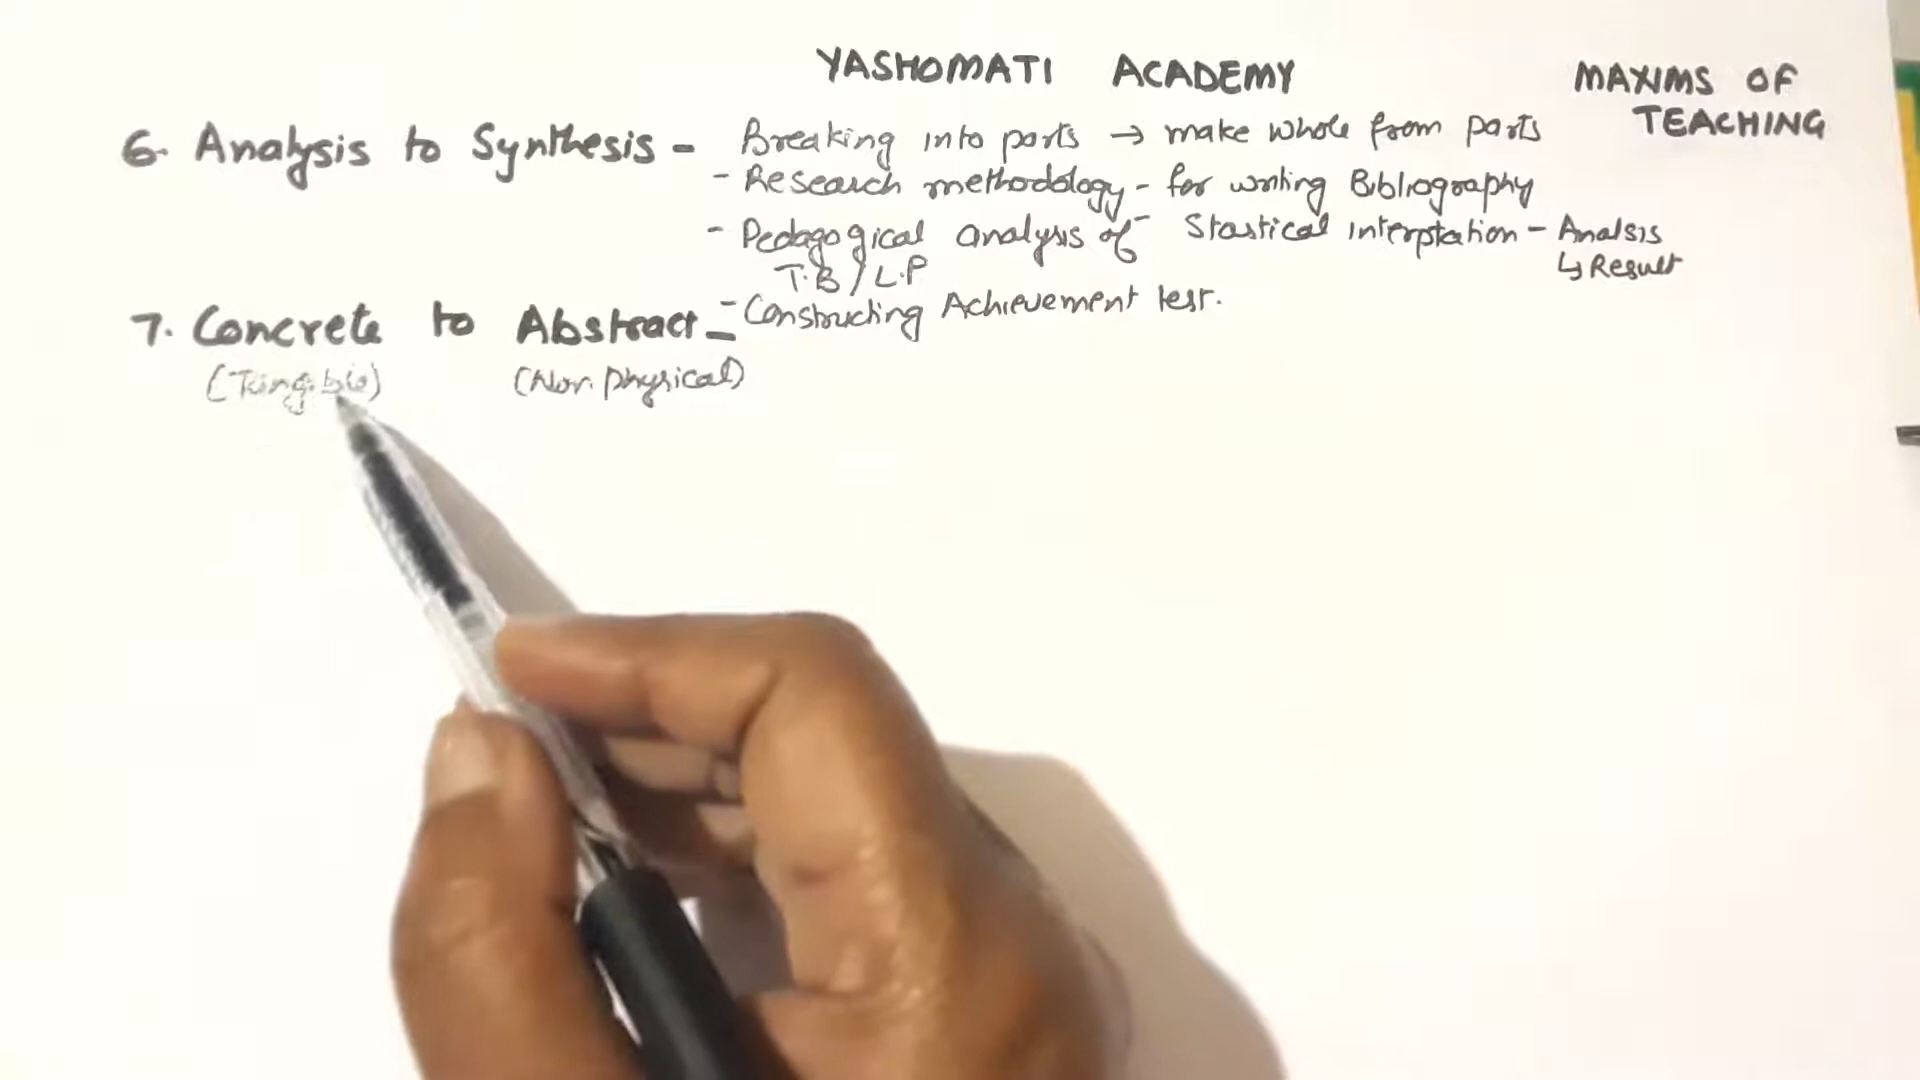 YASHOMATI ACADEMY
MAXIMS OF
TEACHING
6. Analysis to Synthesis - Breaking into parts → make whole from parts
- Research methodology - for writing Bibliography
- Pedagogical analysis of - Stastical interptation - Analsis
T.B / L.P ↳ Result
- Constructing Achievement test.
7. Concrete to Abstract -
(Tangible) (Non physical)